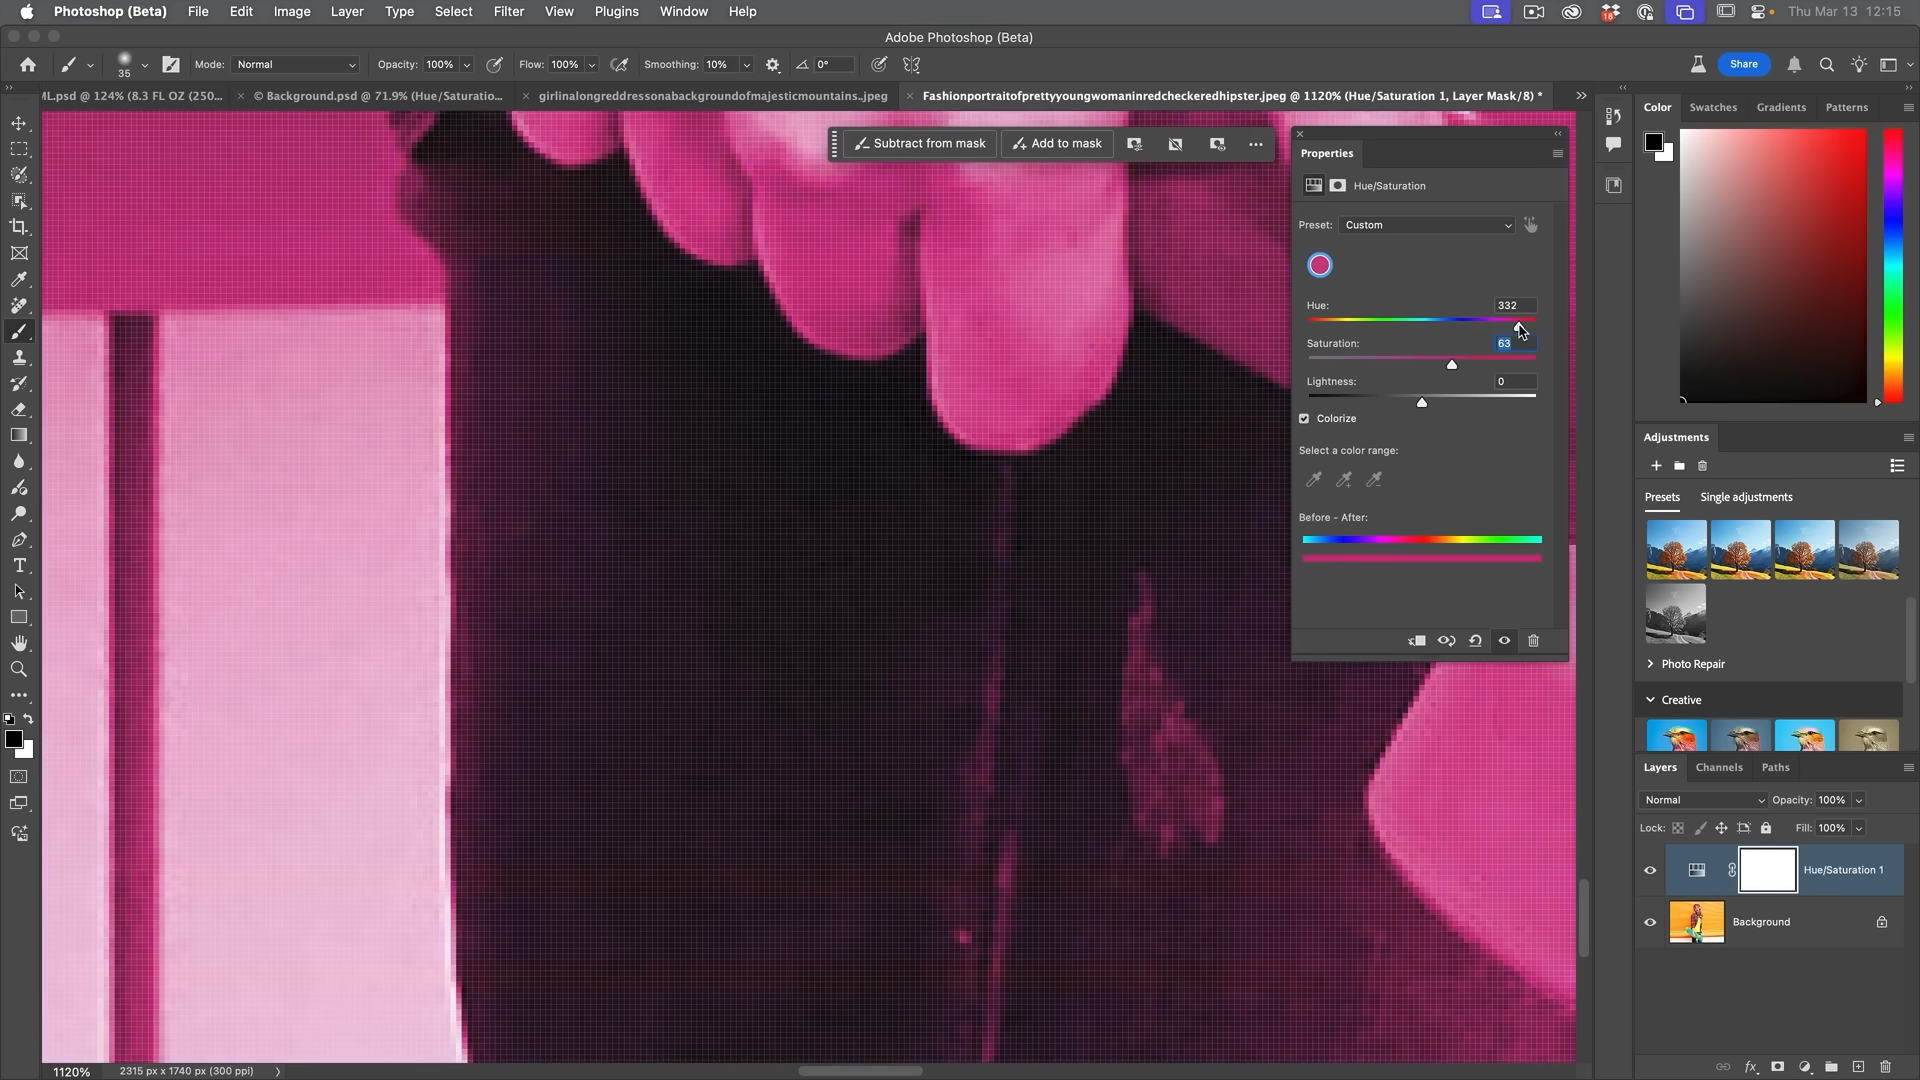 Photoshop (Beta) File Edit Image Layer Type Select Filter View Plugins Window Help 18 Thu Mar 13 12:15
Adobe Photoshop (Beta)
35 Mode: Normal Opacity: 100% Flow: 100% Smoothing: 10% 0° Share
ML.psd @ 124% (8.3 FL OZ (250... © Background.psd @ 71.9% (Hue/Saturatio... girlinalongreddressonabackgroundofmajesticmountains..jpeg Fashionportraitofprettyyoungwomaninredcheckeredhipster.jpeg @ 1120% (Hue/Saturation 1, Layer Mask/8) *
Color Swatches Gradients Patterns
Subtract from mask Add to mask
Properties
Hue/Saturation
Preset: Custom
Hue: 332
Saturation: 63
Lightness: 0
Colorize
Select a color range:
Before - After:
Adjustments
Presets Single adjustments
Photo Repair
Creative
Layers Channels Paths
Normal Opacity: 100%
Lock: Fill: 100%
Hue/Saturation 1
Background
T
fx
1120% 2315 px x 1740 px (300 ppi)